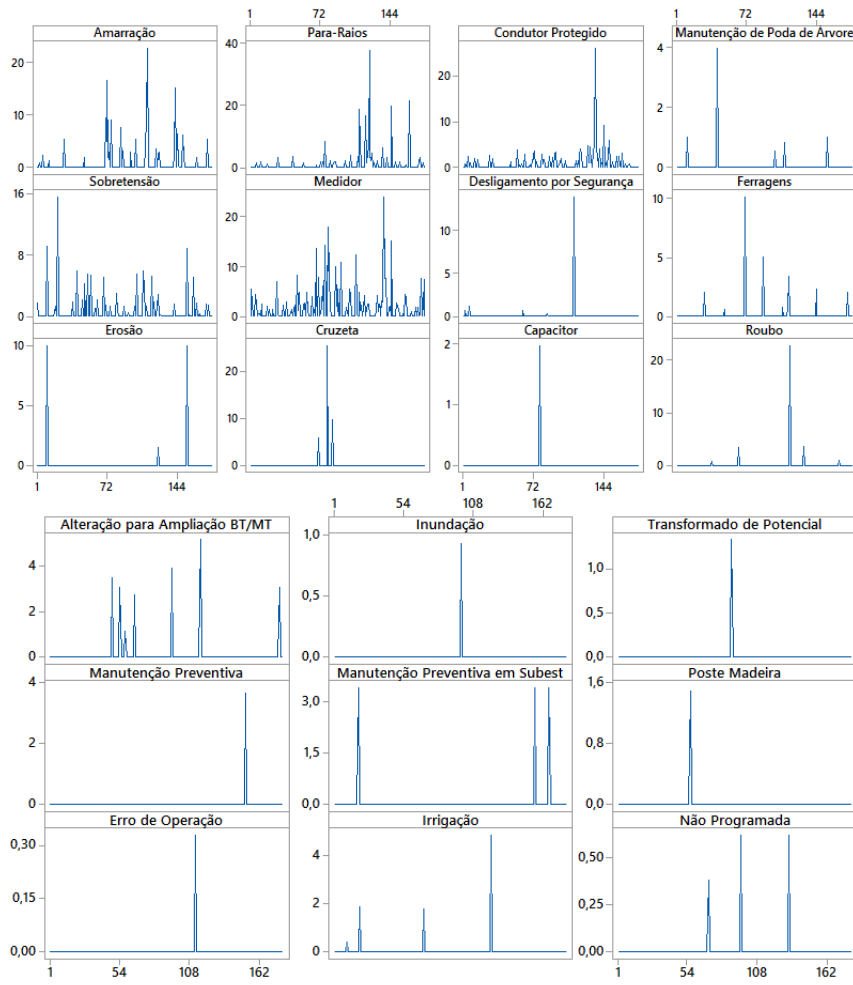 1 72 144 1 72 144
Amarração Para-Raios Condutor Protegido Manutenção de Poda de Árvore
20 10 0 40 20 0 20 10 0 4 2 0
Sobretensão Medidor Desligamento por Segurança Ferragens
16 8 0 20 10 0 10 5 0 10 5 0
Erosão Cruzeta Capacitor Roubo
10 5 0 20 10 0 2 1 0 20 10 0
1 72 144 1 72 144
1 54 108 162
Alteração para Ampliação BT/MT Inundação Transformado de Potencial
4 2 0 1,0 0,5 0,0 1,0 0,5 0,0
Manutenção Preventiva Manutenção Preventiva em Subest Poste Madeira
4 2 0 3,0 1,5 0,0 1,6 0,8 0,0
Erro de Operação Irrigação Não Programada
0,30 0,15 0,00 4 2 0 0,50 0,25 0,00
1 54 108 162 1 54 108 162